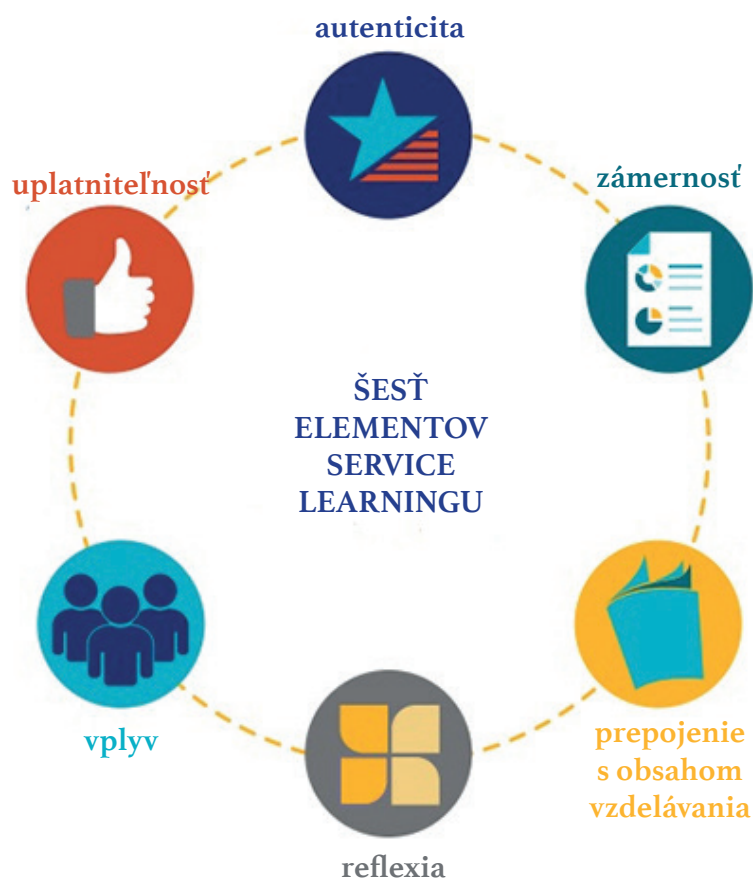 autenticita
uplatniteľnosť
zámernosť
ŠESŤ
ELEMENTOV
SERVICE
LEARNINGU
vplyv
prepojenie
s obsahom
vzdelávania
reflexia